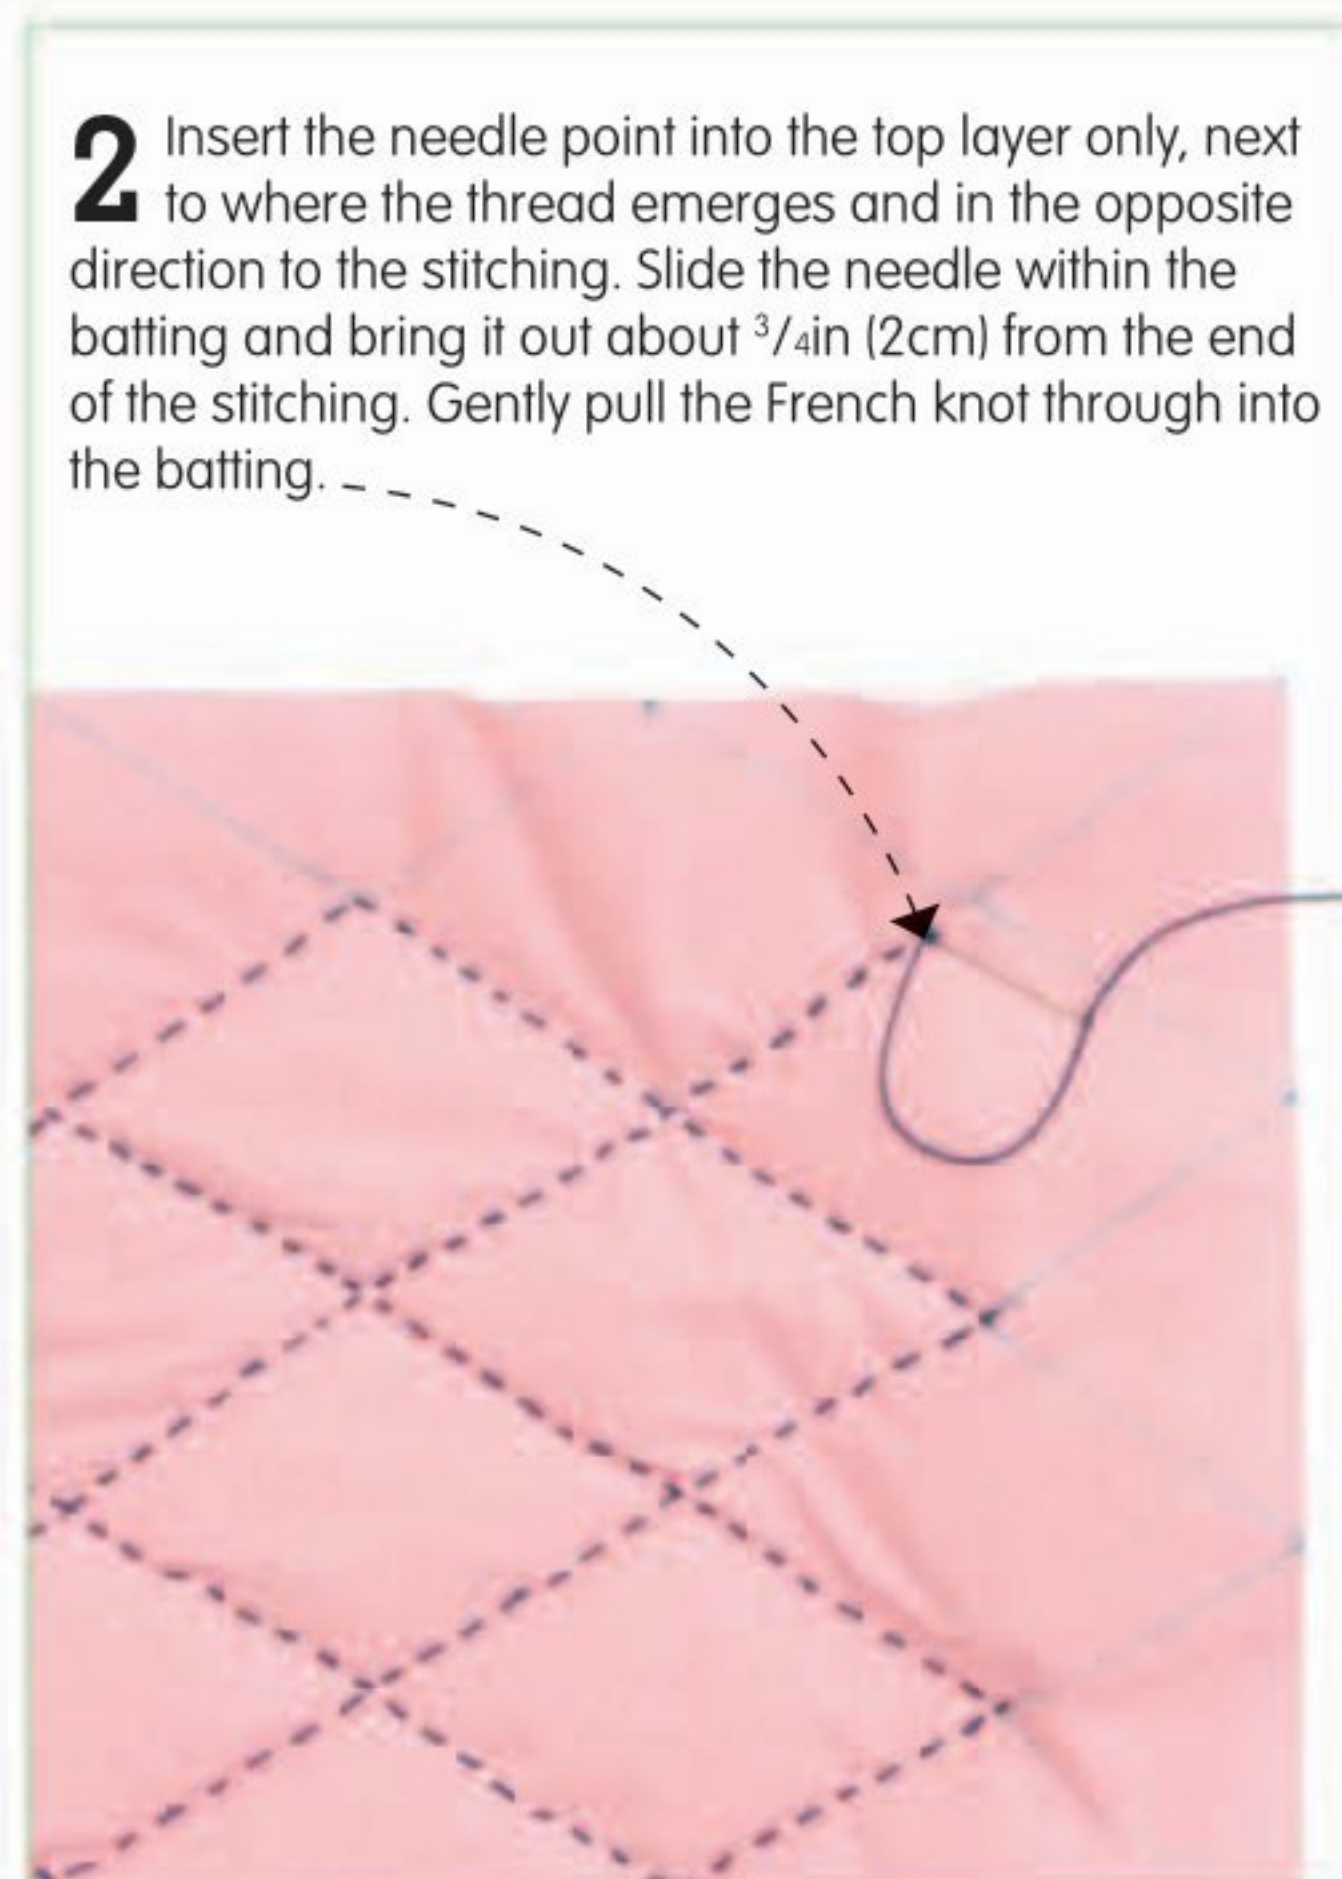 2 Insert the needle point into the top layer only, next
to where the thread emerges and in the opposite
direction to the stitching. Slide the needle within the
batting and bring it out about 3/4in (2cm) from the end
of the stitching. Gently pull the French knot through into
the batting.